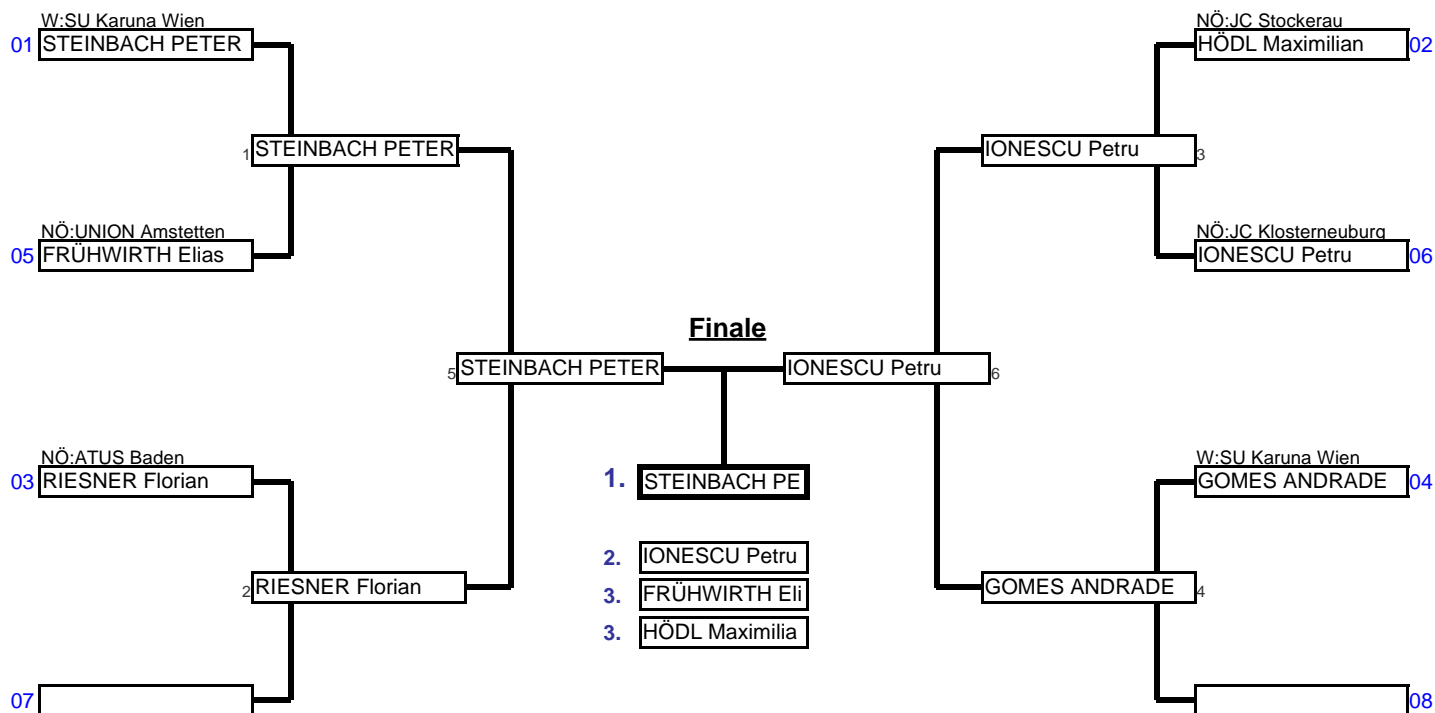 W:SU Karuna Wien
NÖ:JC Stockerau
01 STEINBACH PETER
HÖDL Maximilian 02
1 STEINBACH PETER
IONESCU Petru 3
NÖ:UNION Amstetten
NÖ:JC Klosterneuburg
05 FRÜHWIRTH Elias
IONESCU Petru 06
Finale
5 STEINBACH PETER
IONESCU Petru 6
NÖ:ATUS Baden
W:SU Karuna Wien
03 RIESNER Florian
1. STEINBACH PE
GOMES ANDRADE 04
2. IONESCU Petru
2 RIESNER Florian
3. FRÜHWIRTH Eli
GOMES ANDRADE 4
3. HÖDL Maximilia
07
08